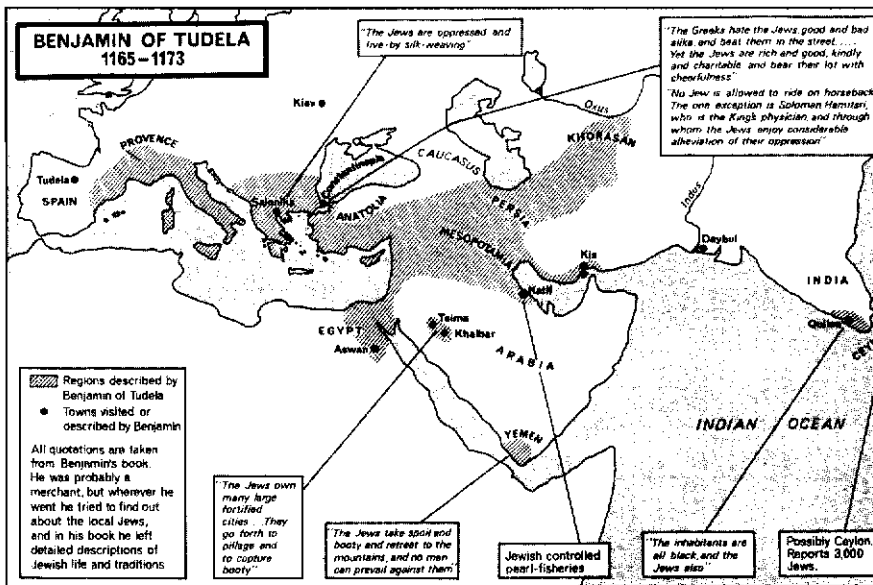 BENJAMIN OF TUDELA
1165–1173
"The Jews are oppressed and
live by silk-weaving"
"The Greeks hate the Jews, good and bad
alike, and beat them in the street.....
Yet the Jews are rich and good, kindly
and charitable and bear their lot with
cheerfulness"
"No Jew is allowed to ride on horseback.
The one exception is Solomon Hamitsri,
who is the King's physician, and through
whom the Jews enjoy considerable
alleviation of their oppression"
Kiev
Oxus
KHORASAN
PROVENCE
CAUCASUS
Tudela
SPAIN
Constantinople
Salonika
ANATOLIA
PERSIA
Indus
MESOPOTAMIA
Kis
Daybul
INDIA
Katif
EGYPT
Teima
Khaibar
Quilon
CEY
Aswan
ARABIA
INDIAN OCEAN
YEMEN
Regions described by
Benjamin of Tudela
Towns visited or
described by Benjamin
All quotations are taken
from Benjamin's book.
He was probably a
merchant, but wherever he
went he tried to find out
about the local Jews,
and in his book he left
detailed descriptions of
Jewish life and traditions
"The Jews own
many large
fortified
cities ... They
go forth to
pillage and
to capture
booty"
"The Jews take spoil and
booty and retreat to the
mountains, and no man
can prevail against them"
Jewish controlled
pearl-fisheries
"The inhabitants are
all black, and the
Jews also"
Possibly Ceylon.
Reports 3,000
Jews.